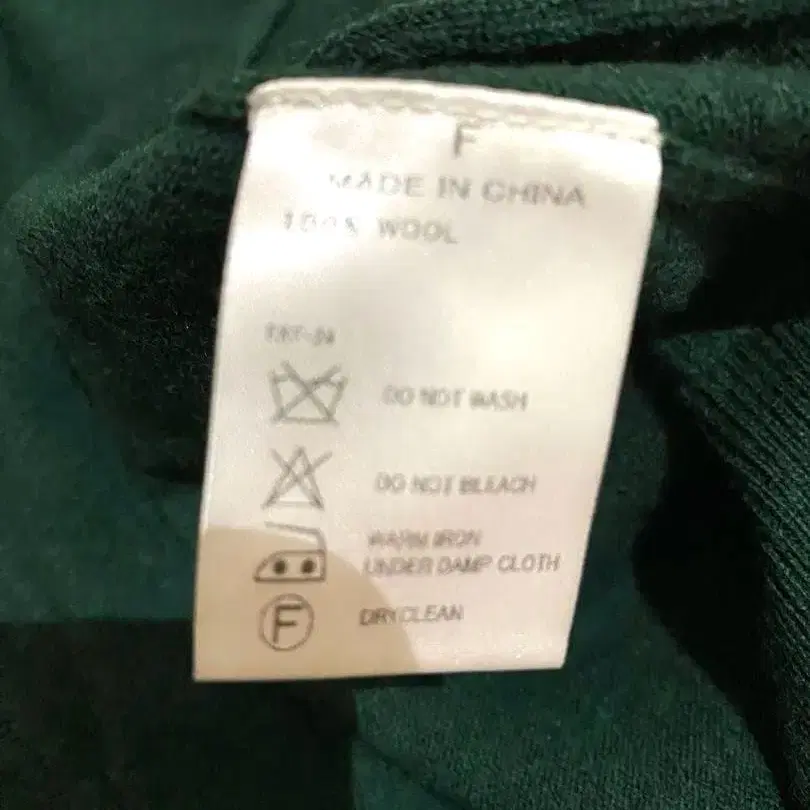 F
MADE IN CHINA
100% WOOL
DO NOT WASH
DO NOT BLEACH
WARM IRON
UNDER DAMP CLOTH
F
DRYCLEAN